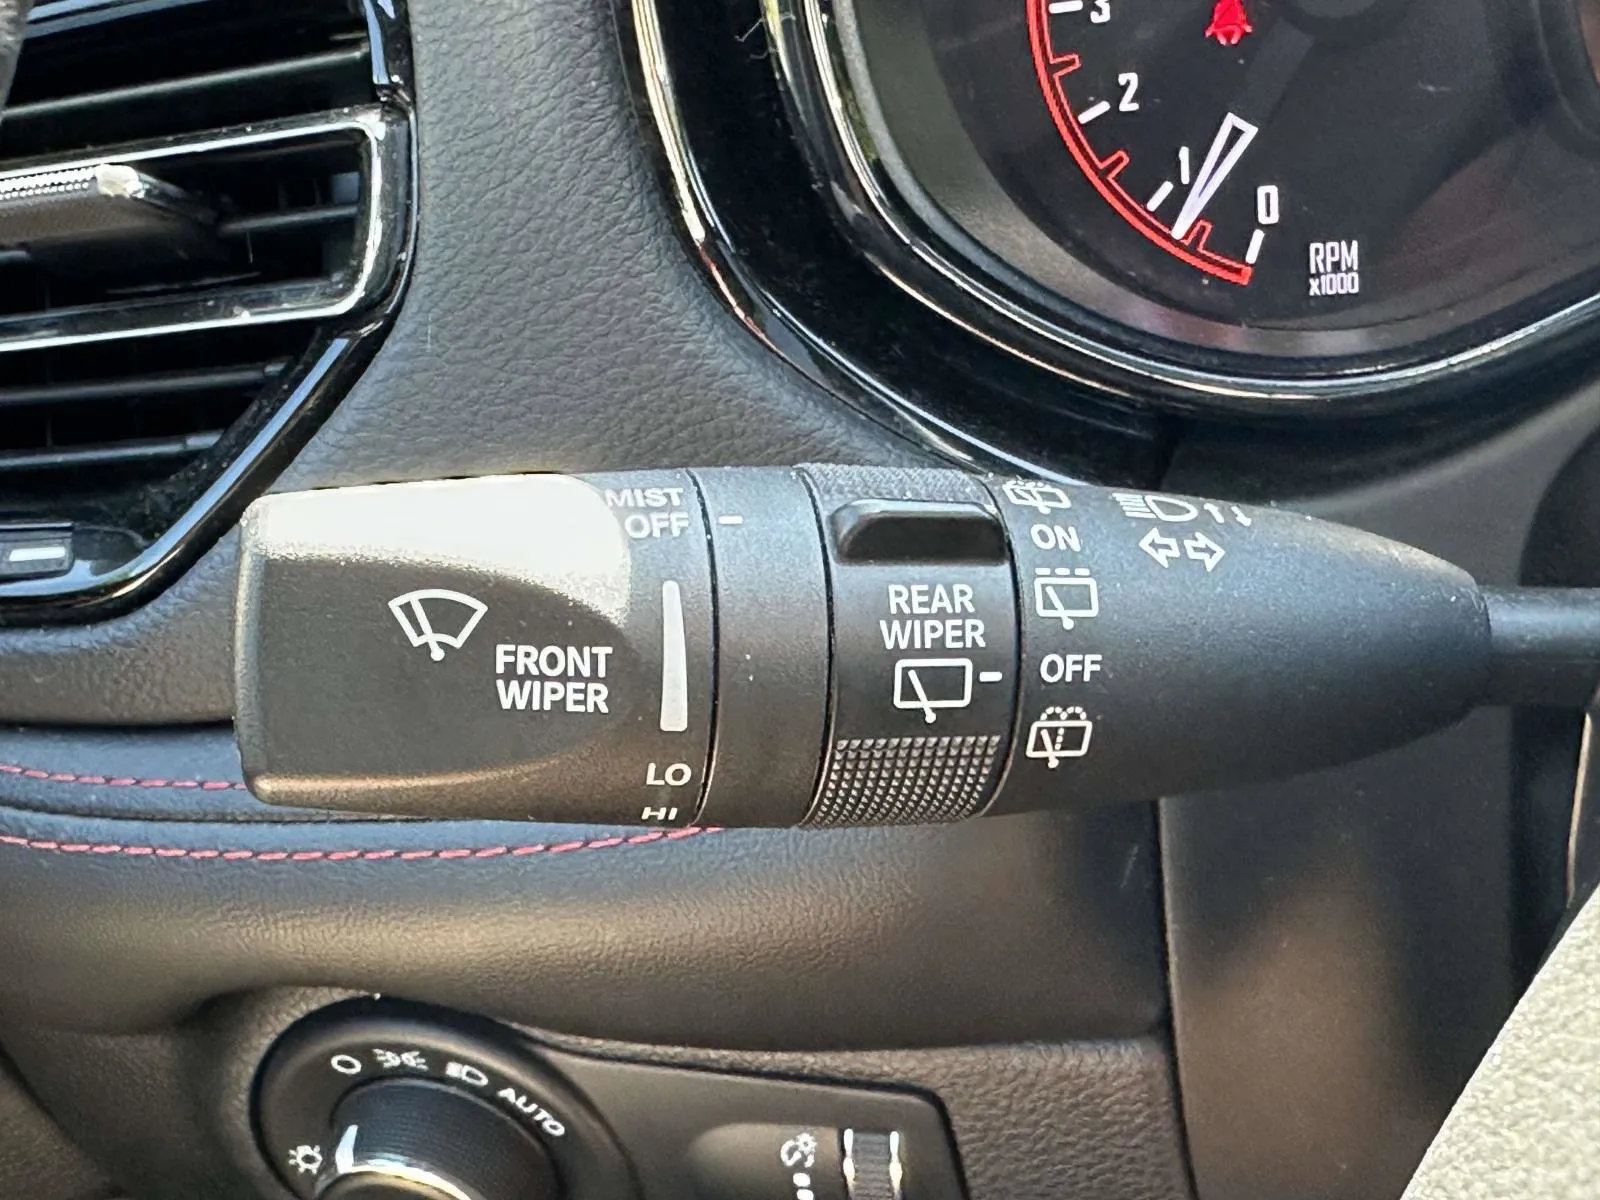 3
2
1
0
RPM
x1000
MIST
OFF
FRONT
WIPER
LO
HI
REAR
WIPER
ON
OFF
AUTO